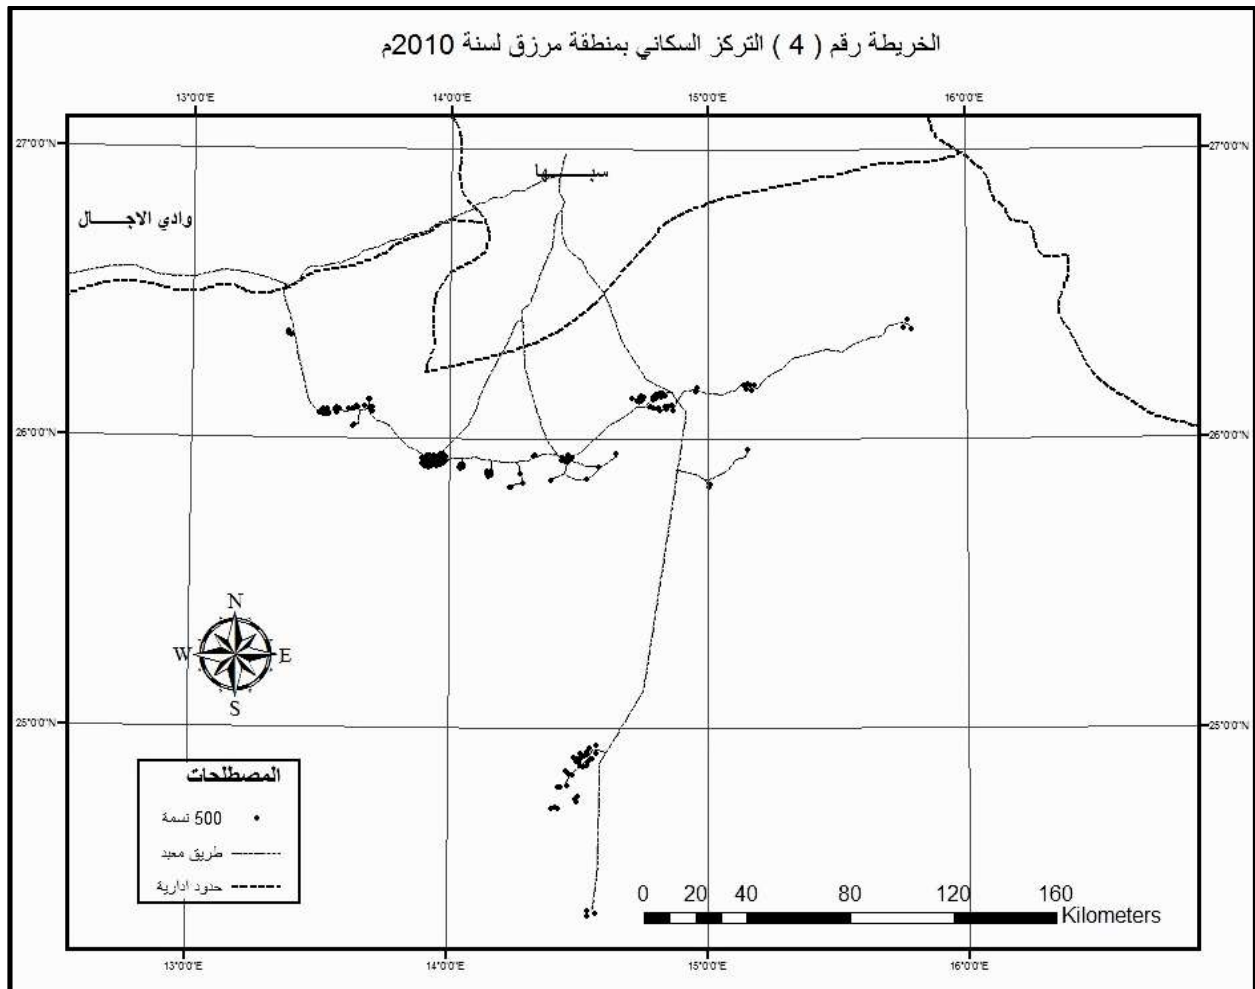 الخريطة رقم ( 4 ) التركز السكاني بمنطقة مرزق لسنة 2010م
13°0'0"E 14°0'0"E 15°0'0"E 16°0'0"E
27°0'0"N 27°0'0"N
سبــــــها
وادي الاجــــال
26°0'0"N 26°0'0"N
N
W E
S
25°0'0"N 25°0'0"N
المصطلحات
500 نسمة
طريق معبد
حدود ادارية
0 20 40 80 120 160
Kilometers
13°0'0"E 14°0'0"E 15°0'0"E 16°0'0"E